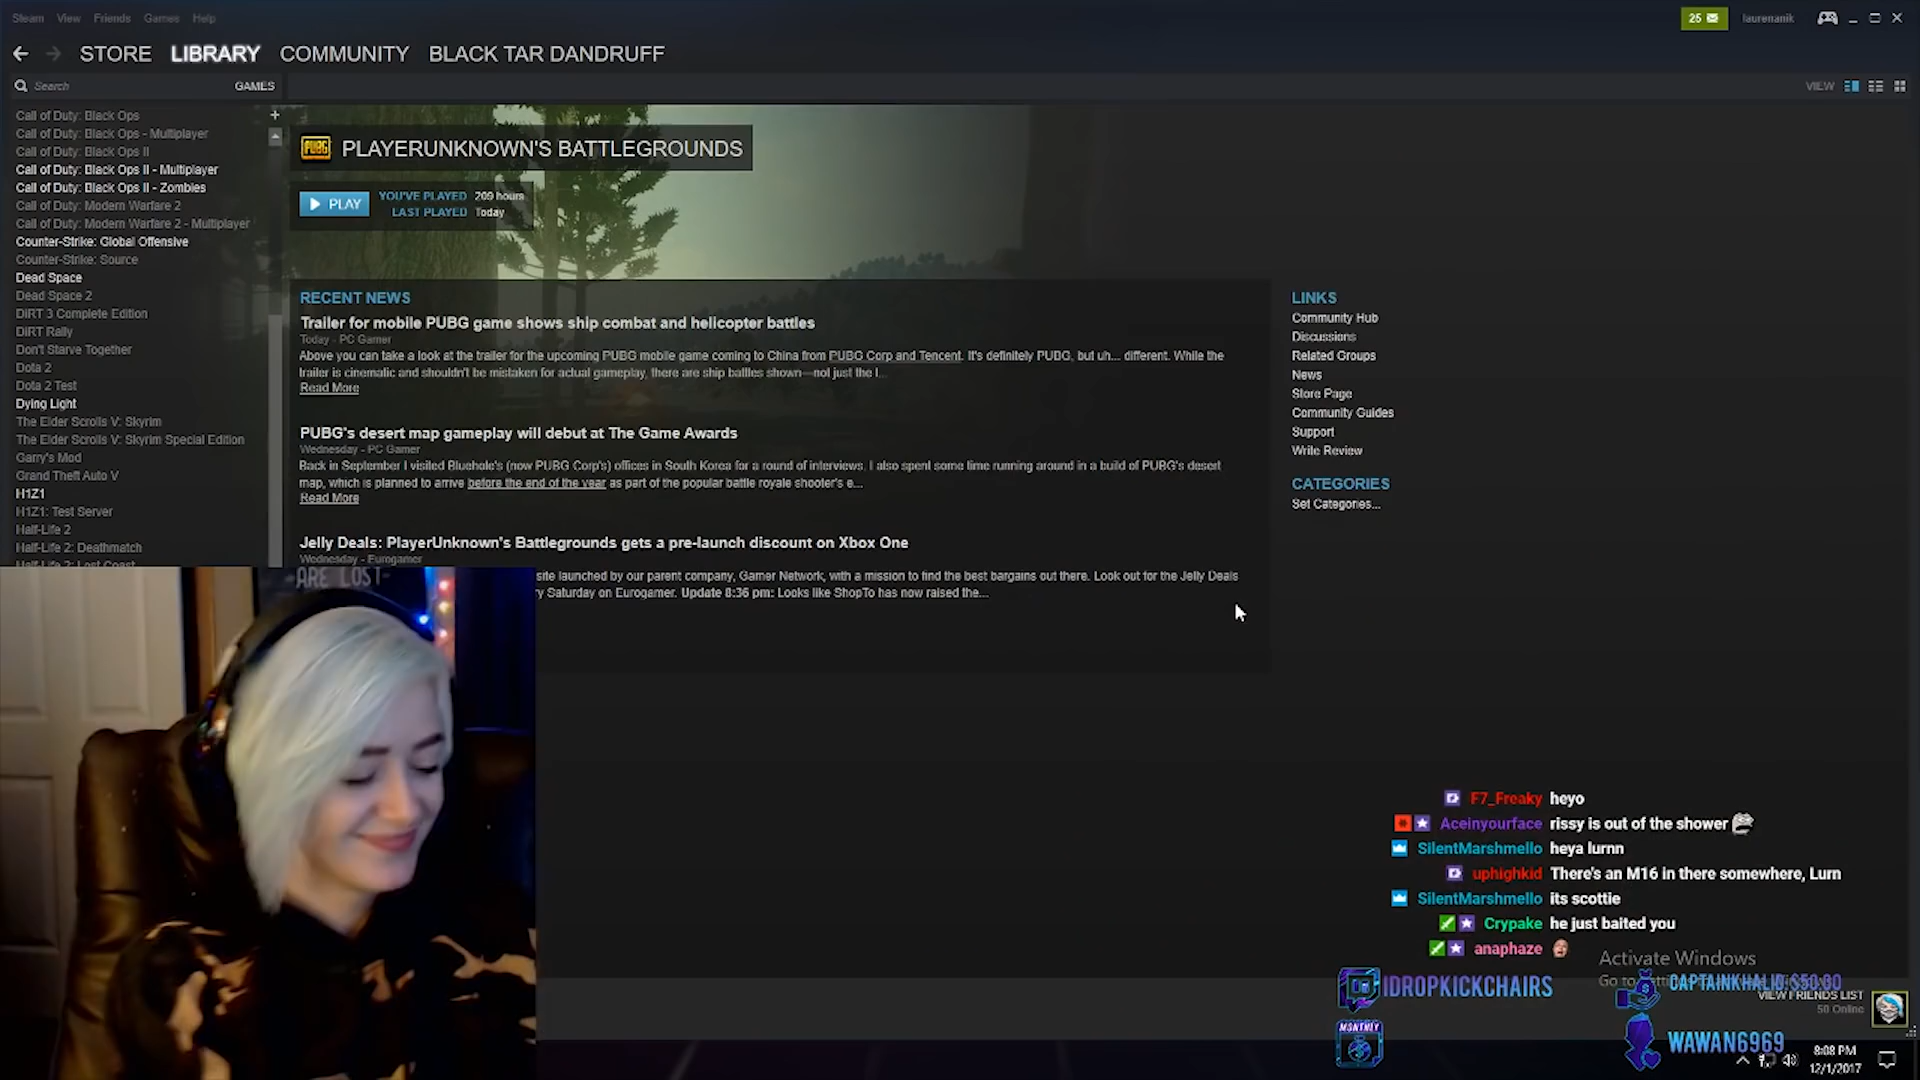 Steam View Friends Games Help
25
laurenanik
STORE LIBRARY COMMUNITY BLACK TAR DANDRUFF
Search
GAMES
VIEW
Call of Duty: Black Ops
Call of Duty: Black Ops - Multiplayer
Call of Duty: Black Ops II
Call of Duty: Black Ops II - Multiplayer
Call of Duty: Black Ops II - Zombies
Call of Duty: Modern Warfare 2
Call of Duty: Modern Warfare 2 - Multiplayer
Counter-Strike: Global Offensive
Counter-Strike: Source
Dead Space
Dead Space 2
DiRT 3 Complete Edition
DiRT Rally
Don't Starve Together
Dota 2
Dota 2 Test
Dying Light
The Elder Scrolls V: Skyrim
The Elder Scrolls V: Skyrim Special Edition
Garry's Mod
Grand Theft Auto V
H1Z1
H1Z1: Test Server
Half-Life 2
Half-Life 2: Deathmatch
Half-Life 2: Lost Coast
PUBG
PLAYERUNKNOWN'S BATTLEGROUNDS
PLAY
YOU'VE PLAYED 209 hours
LAST PLAYED Today
RECENT NEWS
Trailer for mobile PUBG game shows ship combat and helicopter battles
Today - PC Gamer
Above you can take a look at the trailer for the upcoming PUBG mobile game coming to China from PUBG Corp and Tencent. It's definitely PUBG, but uh... different. While the
trailer is cinematic and shouldn't be mistaken for actual gameplay, there are ship battles shown—not just the l...
Read More
PUBG's desert map gameplay will debut at The Game Awards
Wednesday - PC Gamer
Back in September I visited Bluehole's (now PUBG Corp's) offices in South Korea for a round of interviews. I also spent some time running around in a build of PUBG's desert
map, which is planned to arrive before the end of the year as part of the popular battle royale shooter's e...
Read More
Jelly Deals: PlayerUnknown's Battlegrounds gets a pre-launch discount on Xbox One
Wednesday - Eurogamer
site launched by our parent company, Gamer Network, with a mission to find the best bargains out there. Look out for the Jelly Deals
ry Saturday on Eurogamer. Update 8:36 pm: Looks like ShopTo has now raised the...
LINKS
Community Hub
Discussions
Related Groups
News
Store Page
Community Guides
Support
Write Review
CATEGORIES
Set Categories...
ARE LOST
F7_Freaky heyo
Aceinyourface rissy is out of the shower
SilentMarshmello heya lurnn
uphighkid There's an M16 in there somewhere, Lurn
SilentMarshmello its scottie
Crypake he just baited you
anaphaze
Activate Windows
Go to
IDROPKICKCHAIRS
CAPTAINKHALID: $50.00
VIEW FRIENDS LIST
50 Online
MONTHLY
WAWAN6969
8:08 PM
12/1/2017